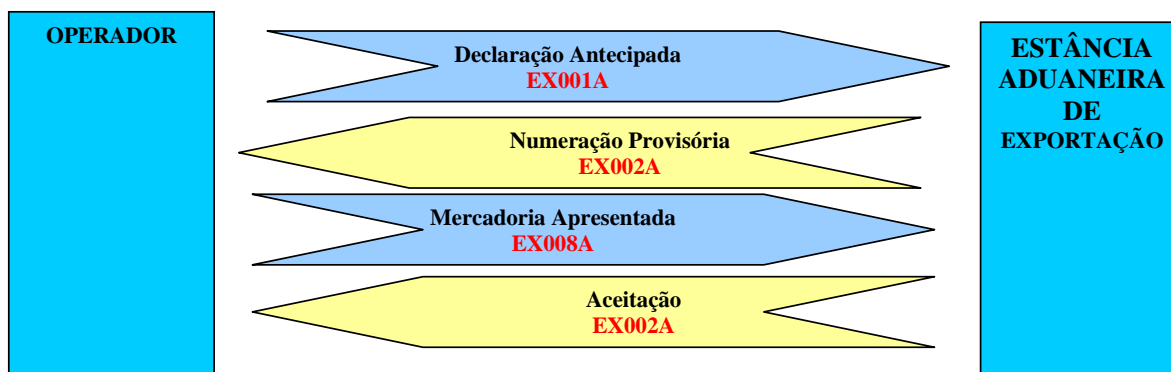 OPERADOR
Declaração Antecipada
EX001A
Numeração Provisória
EX002A
Mercadoria Apresentada
EX008A
Aceitação
EX002A
ESTÂNCIA
ADUANEIRA
DE
EXPORTAÇÃO